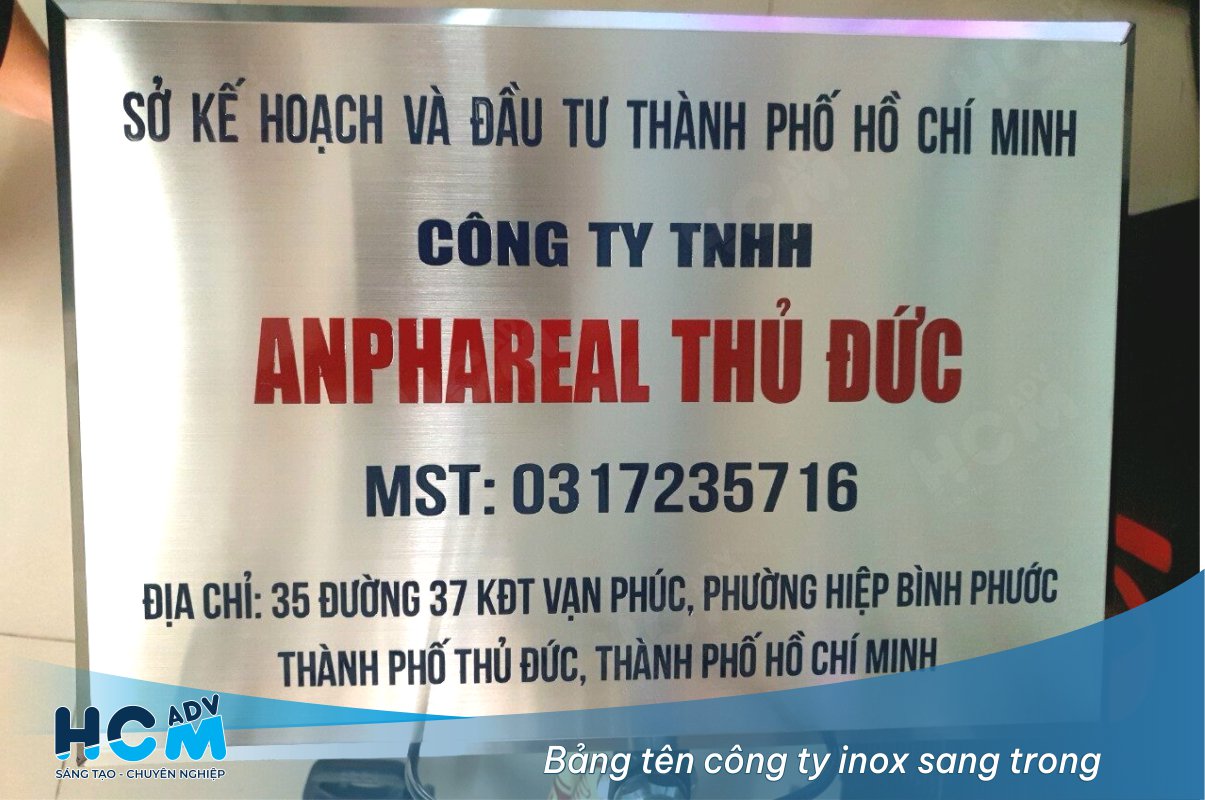 SỞ KẾ HOẠCH VÀ ĐẦU TƯ THÀNH PHỐ HỒ CHÍ MINH
CÔNG TY TNHH
ANPHAREAL THỦ ĐỨC
MST: 0317235716
ĐỊA CHỈ: 35 ĐƯỜNG 37 KĐT VẠN PHÚC, PHƯỜNG HIỆP BÌNH PHƯỚC
THÀNH PHỐ THỦ ĐỨC, THÀNH PHỐ HỒ CHÍ MINH
HCM ADV
SÁNG TẠO - CHUYÊN NGHIỆP
Bảng tên công ty inox sang trong